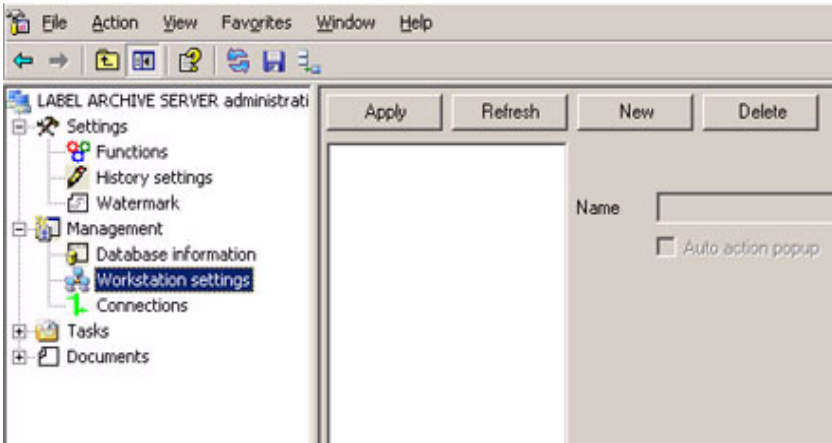 File Action View Favorites Window Help
LABEL ARCHIVE SERVER administrati
Apply Refresh New Delete
Settings
Functions
History settings
Watermark
Name
Management
Auto action popup
Database information
Workstation settings
Connections
Tasks
Documents